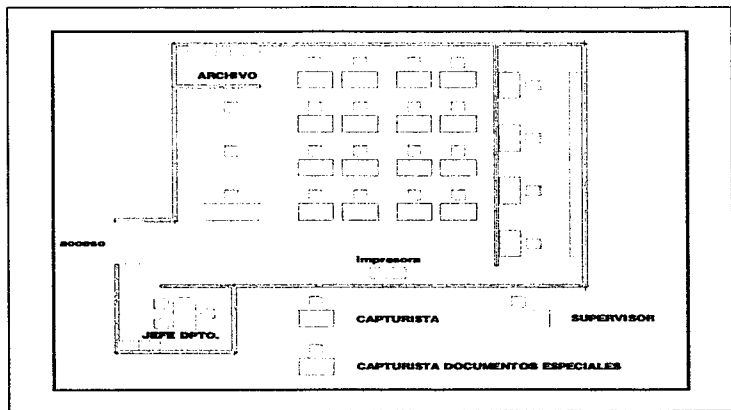 ARCHIVO
acceso
Impresora
JEFE DPTO.
CAPTURISTA
SUPERVISOR
CAPTURISTA DOCUMENTOS ESPECIALES